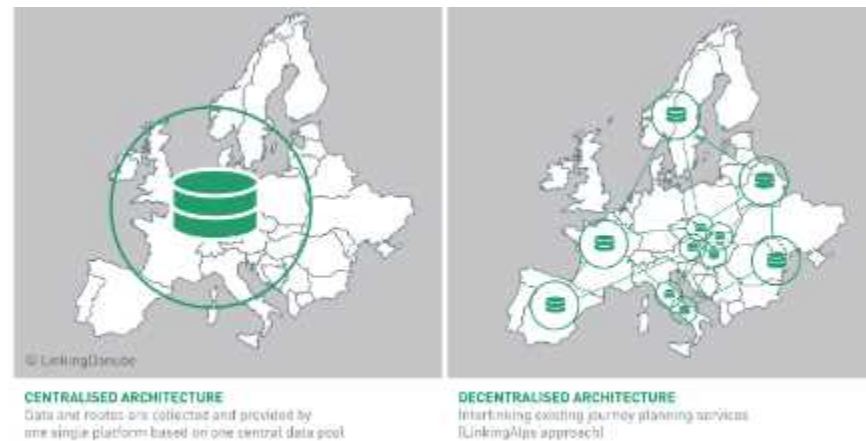 © LinkingDanube
CENTRALISED ARCHITECTURE
Data and routes are collected and provided by
one single platform based on one central data pool
DECENTRALISED ARCHITECTURE
Interlinking existing journey planning services
(LinkingAlps approach)